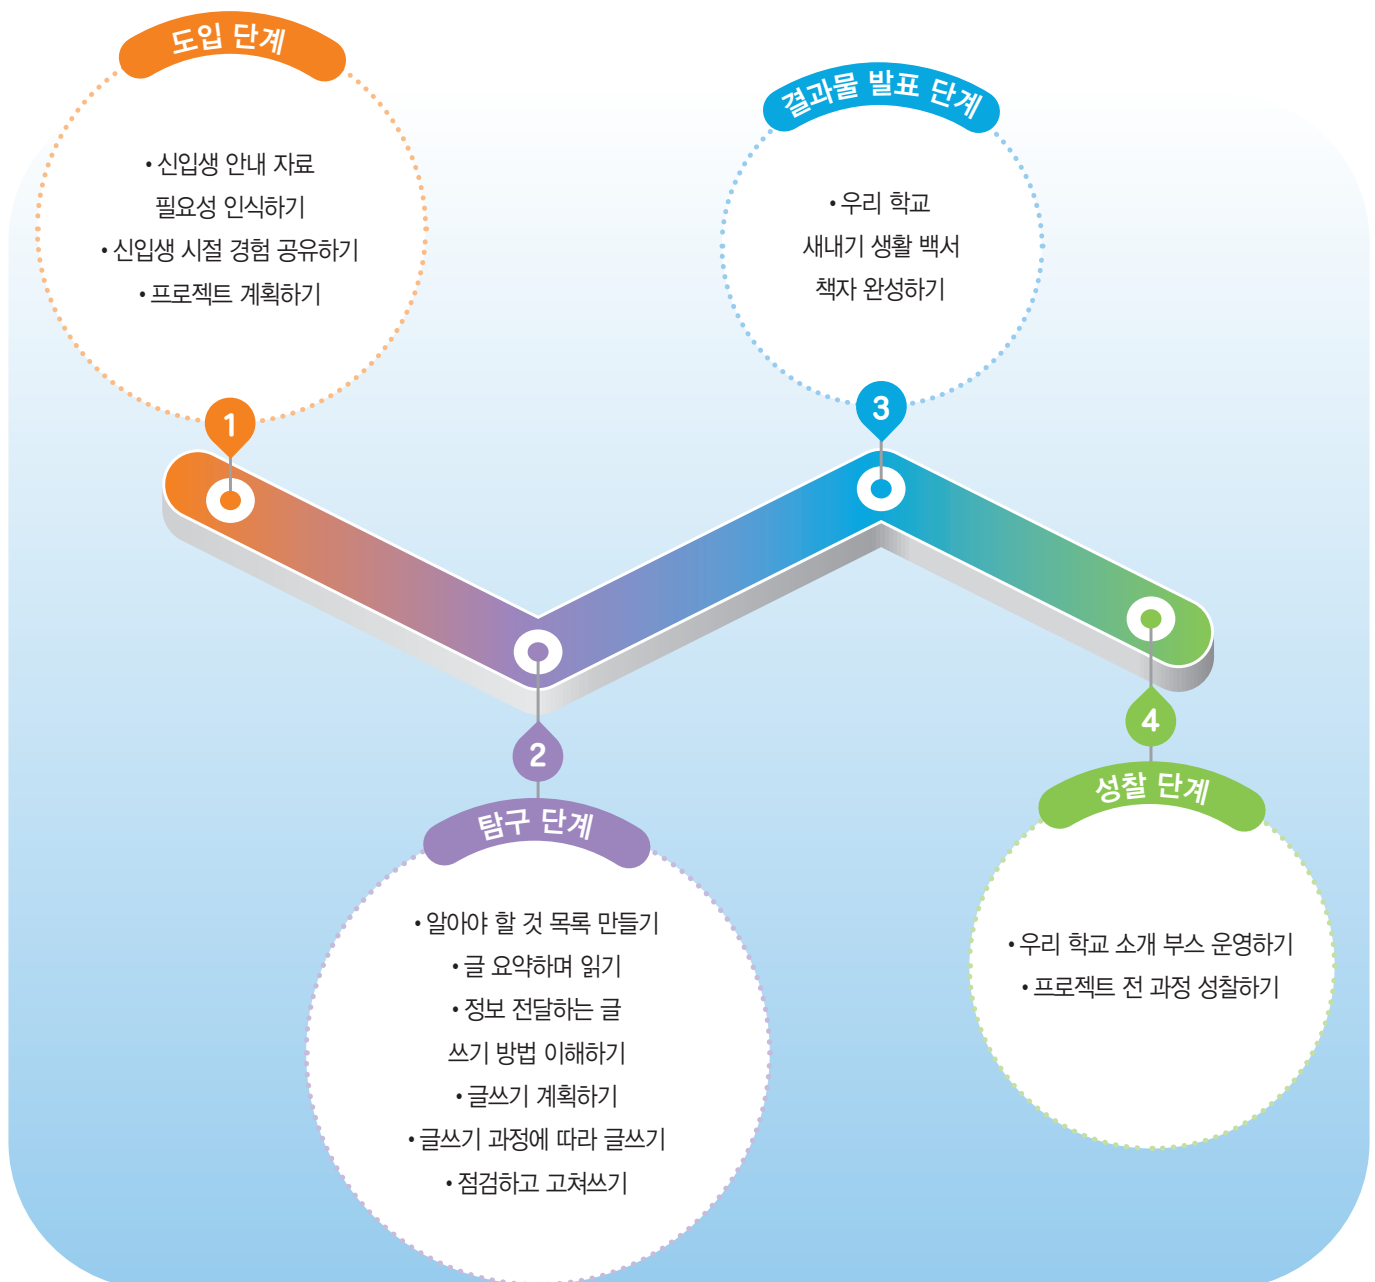 도입 단계
• 신입생 안내 자료
필요성 인식하기
• 신입생 시절 경험 공유하기
• 프로젝트 계획하기
1
탐구 단계
• 알아야 할 것 목록 만들기
• 글 요약하며 읽기
• 정보 전달하는 글
쓰기 방법 이해하기
• 글쓰기 계획하기
• 글쓰기 과정에 따라 글쓰기
• 점검하고 고쳐쓰기
2
결과물 발표 단계
• 우리 학교
새내기 생활 백서
책자 완성하기
3
성찰 단계
• 우리 학교 소개 부스 운영하기
• 프로젝트 전 과정 성찰하기
4